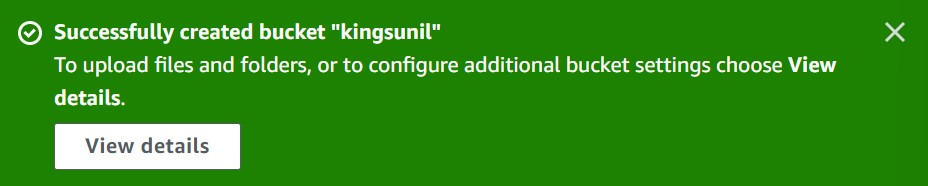 Successfully created bucket "kingsunil"
To upload files and folders, or to configure additional bucket settings choose View
details.
View details